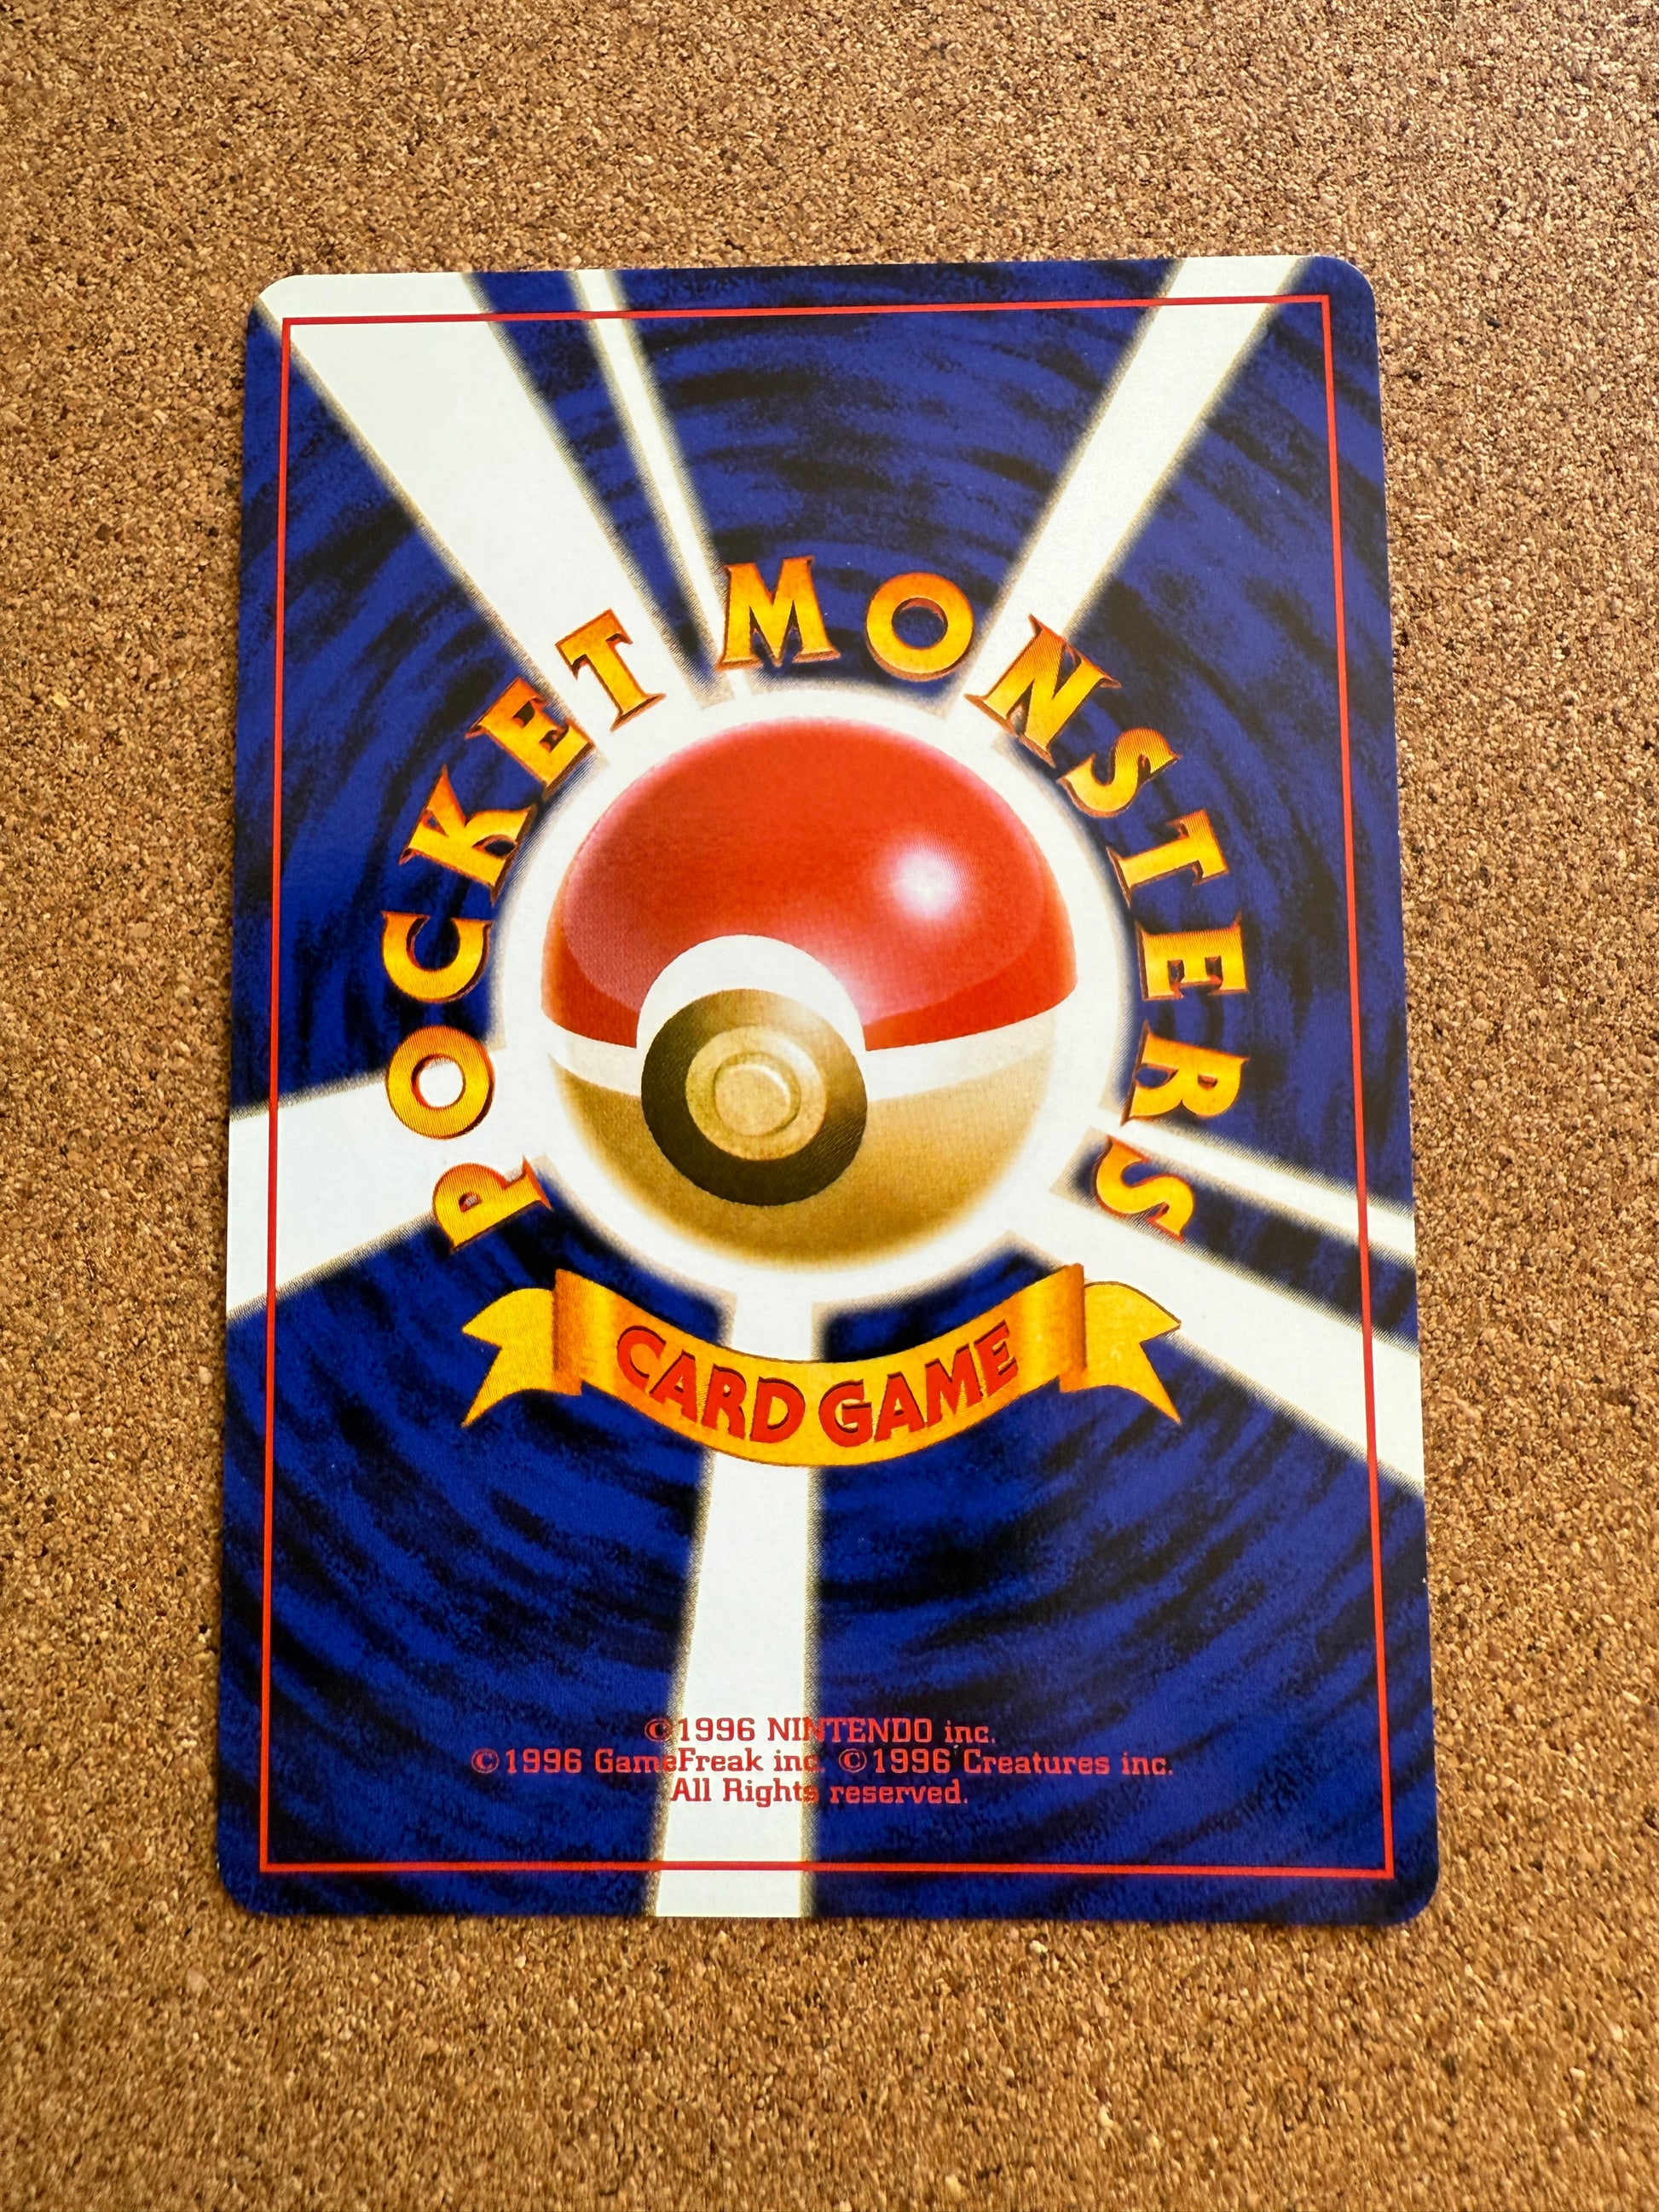 POCKET MONSTERS
CARD GAME
©1996 NINTENDO inc.
©1996 GameFreak inc. ©1996 Creatures inc.
All Rights reserved.